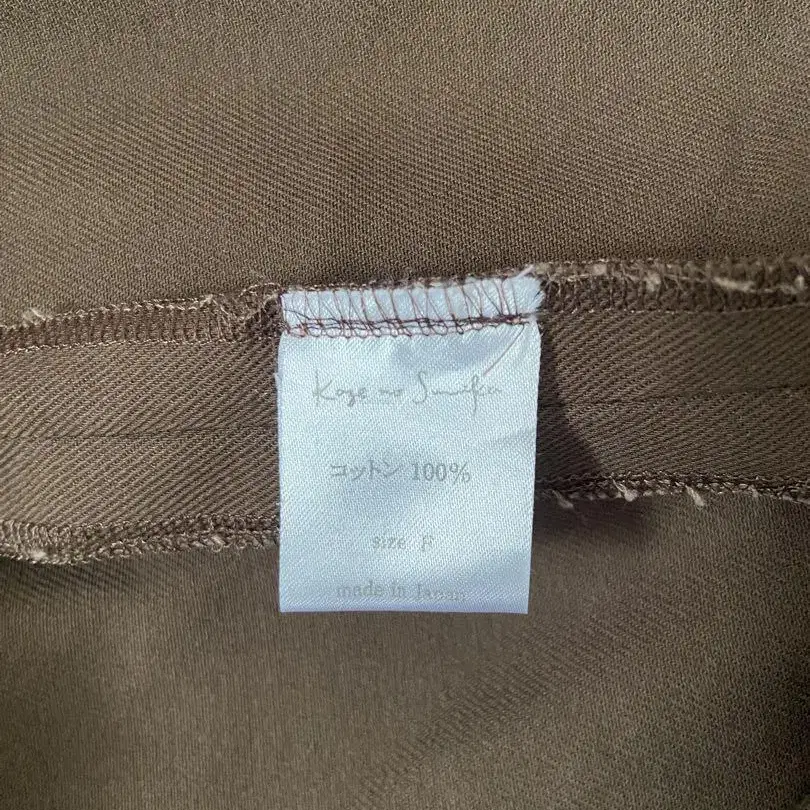 Kaze no Sumika
コットン 100%
size F
made in Japan